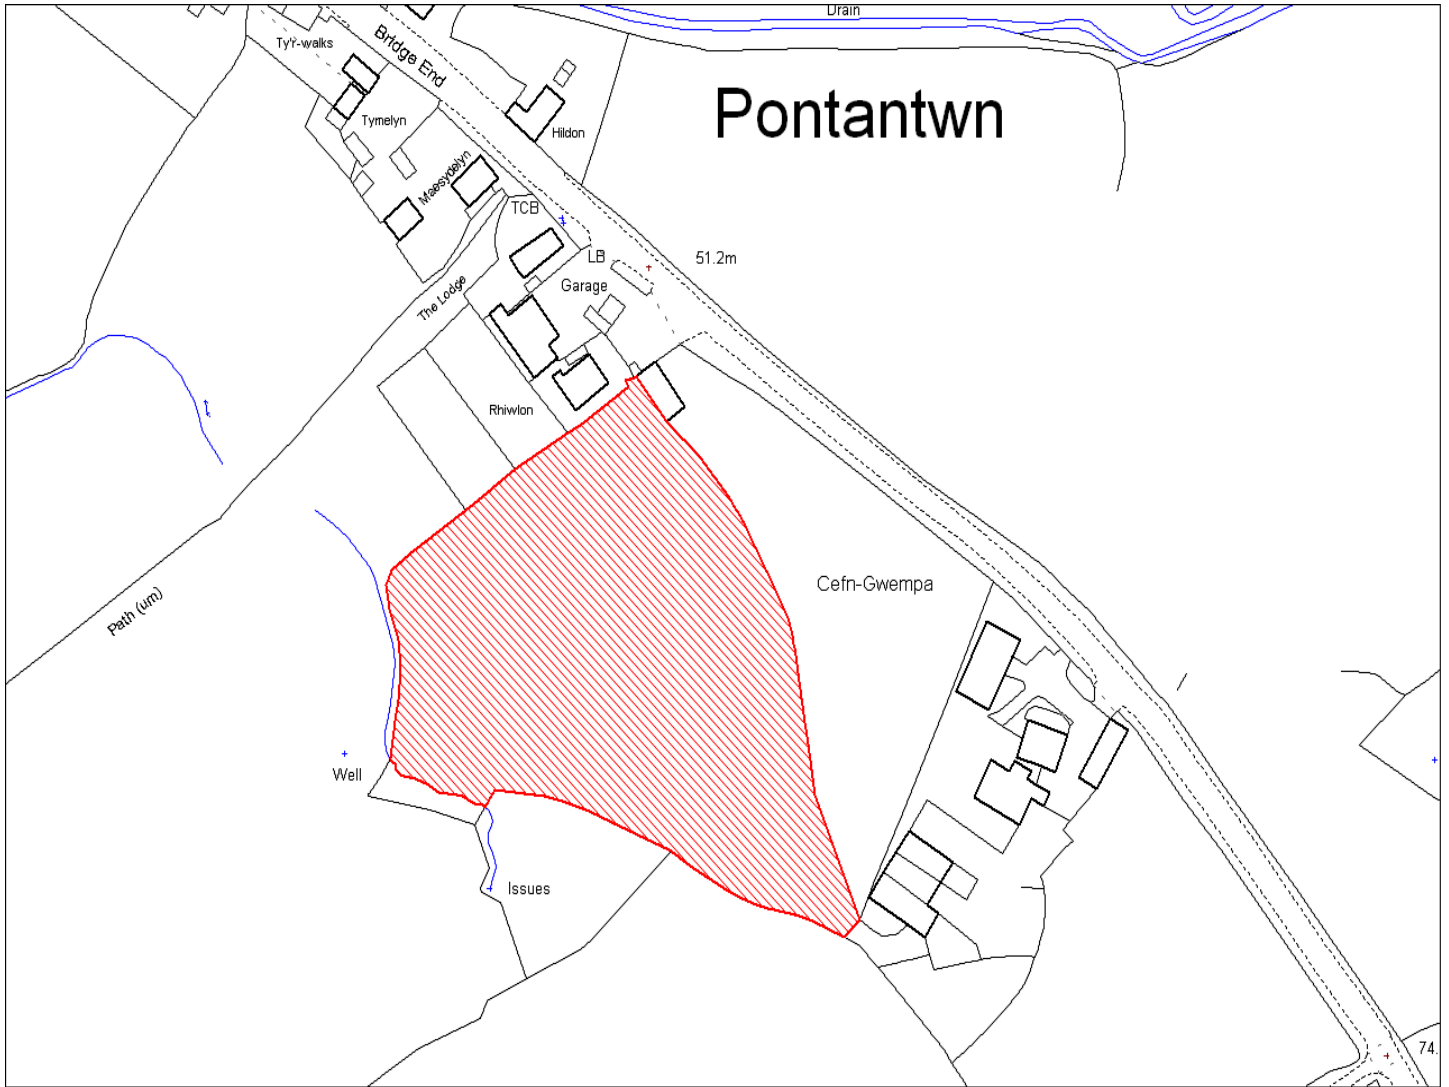 Drain
Ty'r-walks
Bridge End
Pontantwn
Tymelyn
Hildon
Maesydelyn
TCB
LB
51.2m
The Lodge
Garage
Rhiwlon
Cefn-Gwempa
Path (um)
Well
Issues
74.